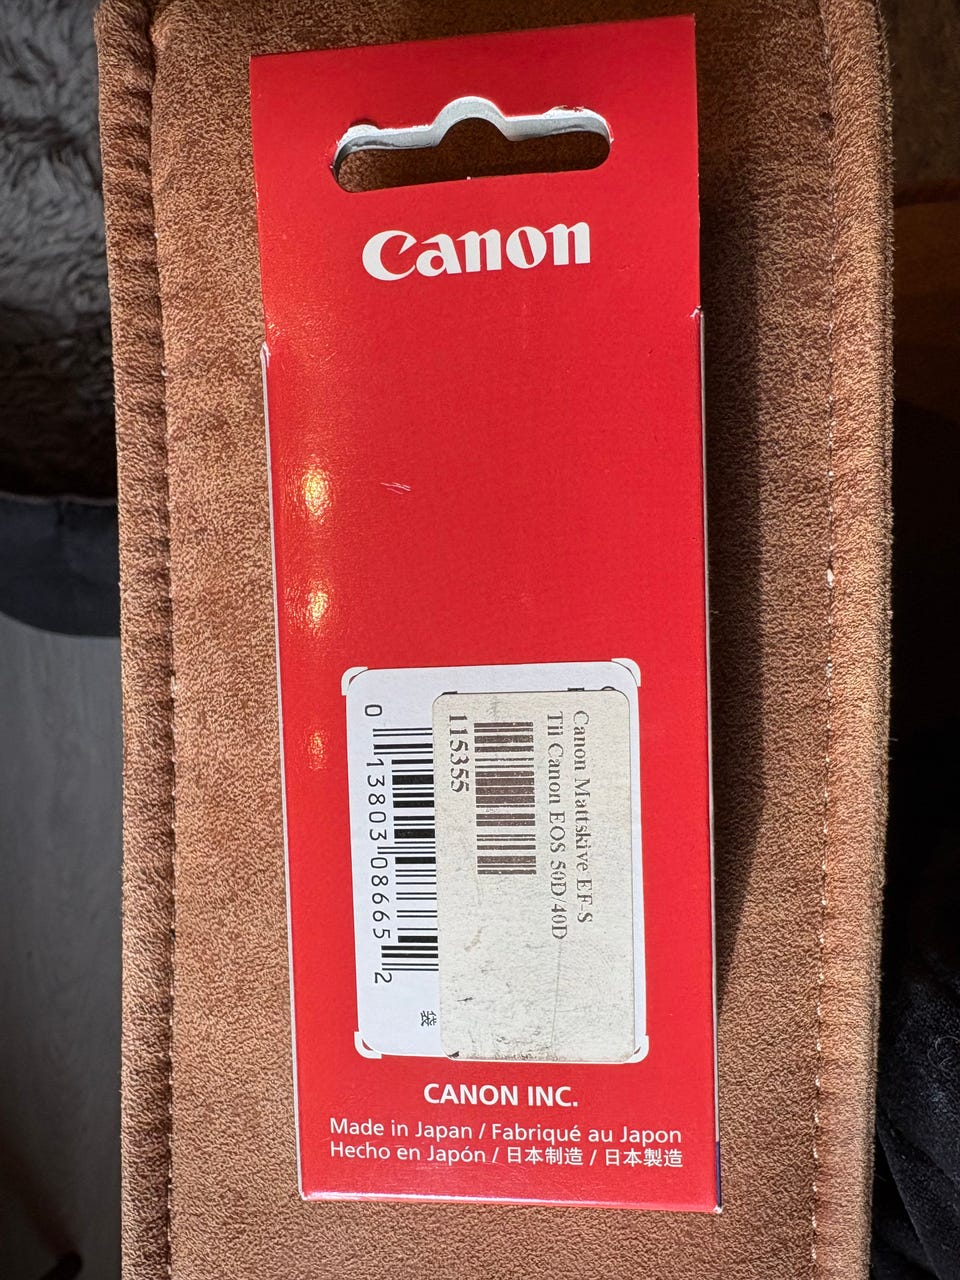 Canon
0 13803 08665 2
袋
Canon Mattskive EF-S
Til Canon EOS 50D/40D
115355
CANON INC.
Made in Japan / Fabriqué au Japon
Hecho en Japón / 日本制造 / 日本製造